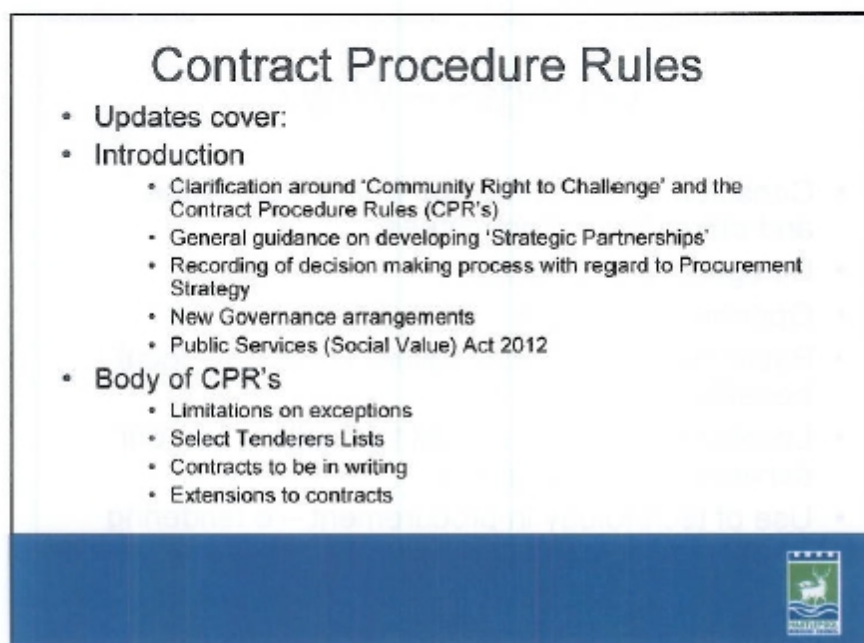 Contract Procedure Rules
• Updates cover:
• Introduction
• Clarification around 'Community Right to Challenge' and the
Contract Procedure Rules (CPR's)
• General guidance on developing 'Strategic Partnerships'
• Recording of decision making process with regard to Procurement
Strategy
• New Governance arrangements
• Public Services (Social Value) Act 2012
• Body of CPR's
• Limitations on exceptions
• Select Tenderers Lists
• Contracts to be in writing
• Extensions to contracts
HARTLEPOOL
BOROUGH COUNCIL